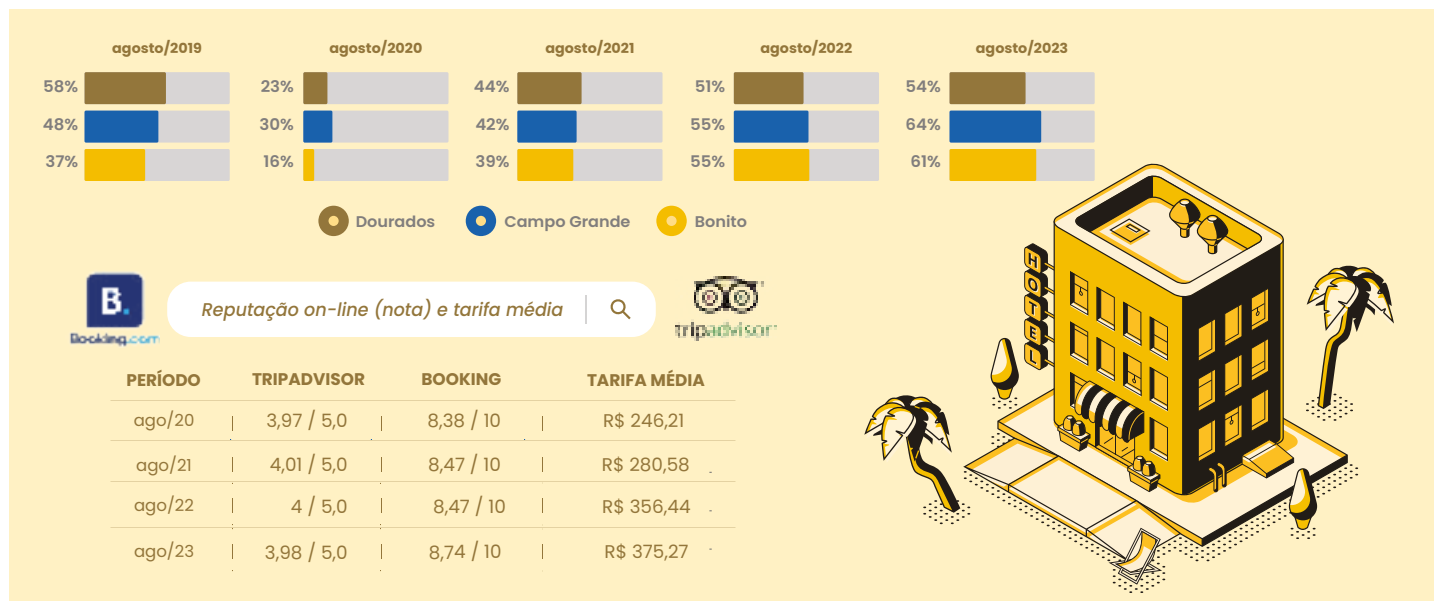 agosto/2019 agosto/2020 agosto/2021 agosto/2022 agosto/2023
58% 23% 44% 51% 54%
48% 30% 42% 55% 64%
37% 16% 39% 55% 61%
Dourados Campo Grande Bonito
B.
Booking.com
Reputação on-line (nota) e tarifa média
tripadvisor
HOTEL
PERÍODO TRIPADVISOR BOOKING TARIFA MÉDIA
ago/20 3,97 / 5,0 8,38 / 10 R$ 246,21
ago/21 4,01 / 5,0 8,47 / 10 R$ 280,58
ago/22 4 / 5,0 8,47 / 10 R$ 356,44
ago/23 3,98 / 5,0 8,74 / 10 R$ 375,27